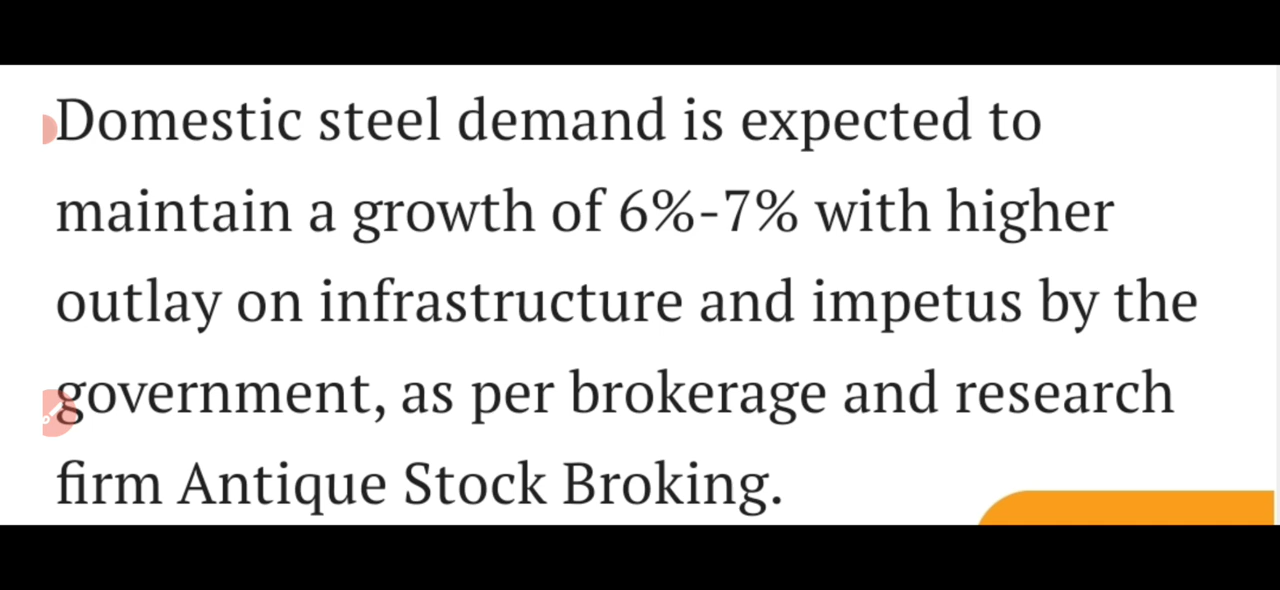 Domestic steel demand is expected to
maintain a growth of 6%-7% with higher
outlay on infrastructure and impetus by the
government, as per brokerage and research
firm Antique Stock Broking.